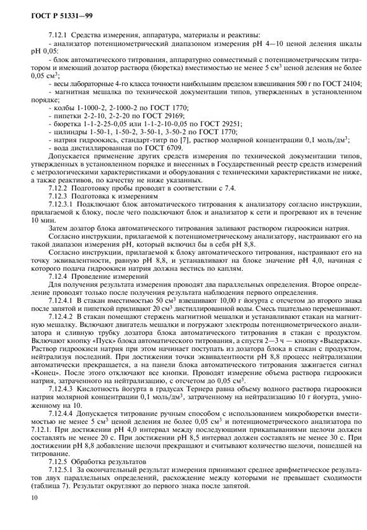 ГОСТ Р 51331—99
7.12.1 Средства измерения, аппаратура, материалы и реактивы:
- анализатор потенциометрический диапазоном измерения pH 4—10 ценой деления шкалы
pH 0,05:
- блок автоматического титрования, аппаратурно совместимый с потенциометрическим титра-
тором и имеющий дозатор раствора (бюретка) вместимостью не менее 5 см³ ценой деления не более
0,05 см³;
- весы лабораторные 4-го класса точности наибольшим пределом взвешивания 500 г по ГОСТ 24104;
- магнитная мешалка по технической документации типов, утвержденных в установленном
порядке;
- колбы 1-1000-2, 2-1000-2 по ГОСТ 1770;
- пипетки 2-2-10, 2-2-20 по ГОСТ 29169;
- бюретка 1-1-2-25-0,05 или 1-1-2-10-0,05 по ГОСТ 29251;
- цилиндры 1-50-1, 1-50-2, 3-50-1, 3-50-2 по ГОСТ 1770;
- натрия гидроокись, стандарт-титр по [7], раствор молярной концентрации 0,1 моль/дм³;
- вода дистиллированная по ГОСТ 6709.
Допускается применение других средств измерения по технической документации типов,
утвержденных в установленном порядке и внесенных в Государственный реестр средств измерений
с метрологическими характеристиками и оборудования с техническими характеристиками не ниже,
а также реактивов, по качеству не ниже указанных.
7.12.2 Подготовку пробы проводят в соответствии с 7.4.
7.12.3 Подготовка к измерениям
7.12.3.1 Подключают блок автоматического титрования к анализатору согласно инструкции,
прилагаемой к блоку, после чего подключают блок и анализатор к сети и прогревают их в течение
10 мин.
Затем дозатор блока автоматического титрования заливают раствором гидроокиси натрия.
Согласно инструкции, прилагаемой к потенциометрическому анализатору, настраивают его на
такой диапазон измерения pH, который включил бы в себя pH 8,8.
Согласно инструкции, прилагаемой к блоку автоматического титрования, настраивают его на
точку эквивалентности, равную pH 8,8, и устанавливают на блоке значение pH 4,0, начиная с
которого подача гидроокиси натрия должна вестись по каплям.
7.12.4 Проведение измерений
Для получения результата измерения проводят два параллельных определения. Второе опре-
деление проводят только после получения результата наблюдения первого определения.
7.12.4.1 В стакан вместимостью 50 см³ взвешивают 10,00 г йогурта с отсчетом до второго знака
после запятой и пипеткой приливают 20 см³ дистиллированной воды. Смесь тщательно перемешивают.
7.12.4.2 В стакан помещают стержень магнитной мешалки и устанавливают стакан на магнит-
ную мешалку. Включают двигатель мешалки и погружают электроды потенциометрического анали-
затора и сливную трубку дозатора блока автоматического титрования в стакан с продуктом.
Включают кнопку «Пуск» блока автоматического титрования, а спустя 2—3 ч — кнопку «Выдержка».
Раствор гидроокиси натрия при этом начинает поступать из дозатора блока в стакан с продуктом,
нейтрализуя последний. При достижении точки эквивалентности pH 8,8 процесс нейтрализации
автоматически прекращается, а на панели блока автоматического титрования зажигается сигнал
«Конец». После этого отключают все кнопки. Проводят измерение объема раствора гидроокиси
натрия, затраченного на нейтрализацию, с отсчетом до 0,05 см³.
7.12.4.3 Кислотность йогурта в градусах Тернера равна объему водного раствора гидроокиси
натрия молярной концентрации 0,1 моль/дм³, затраченному на нейтрализацию 10 г йогурта, умно-
женному на 10.
7.12.4.4 Допускается титрование ручным способом с использованием микробюретки вмести-
мостью не менее 5 см³ ценой деления не более 0,05 см³ и потенциометрического анализатора по
7.12.1. При достижении pH 4,0 интервал между последующими прикапываниями щелочи должен
составлять не менее 20 с. При достижении pH 8,5 интервал должен составлять не менее 30 с. При
достижении pH 8,8 добавление щелочи прекращают и считывают количество щелочи, пошедшей на
титрование.
7.12.5 Обработка результатов
7.12.5.1 За окончательный результат измерения принимают среднее арифметическое результа-
тов двух параллельных определений, расхождение между которыми не превышает сходимости
(таблица 7). Результат округляют до первого знака после запятой.
10